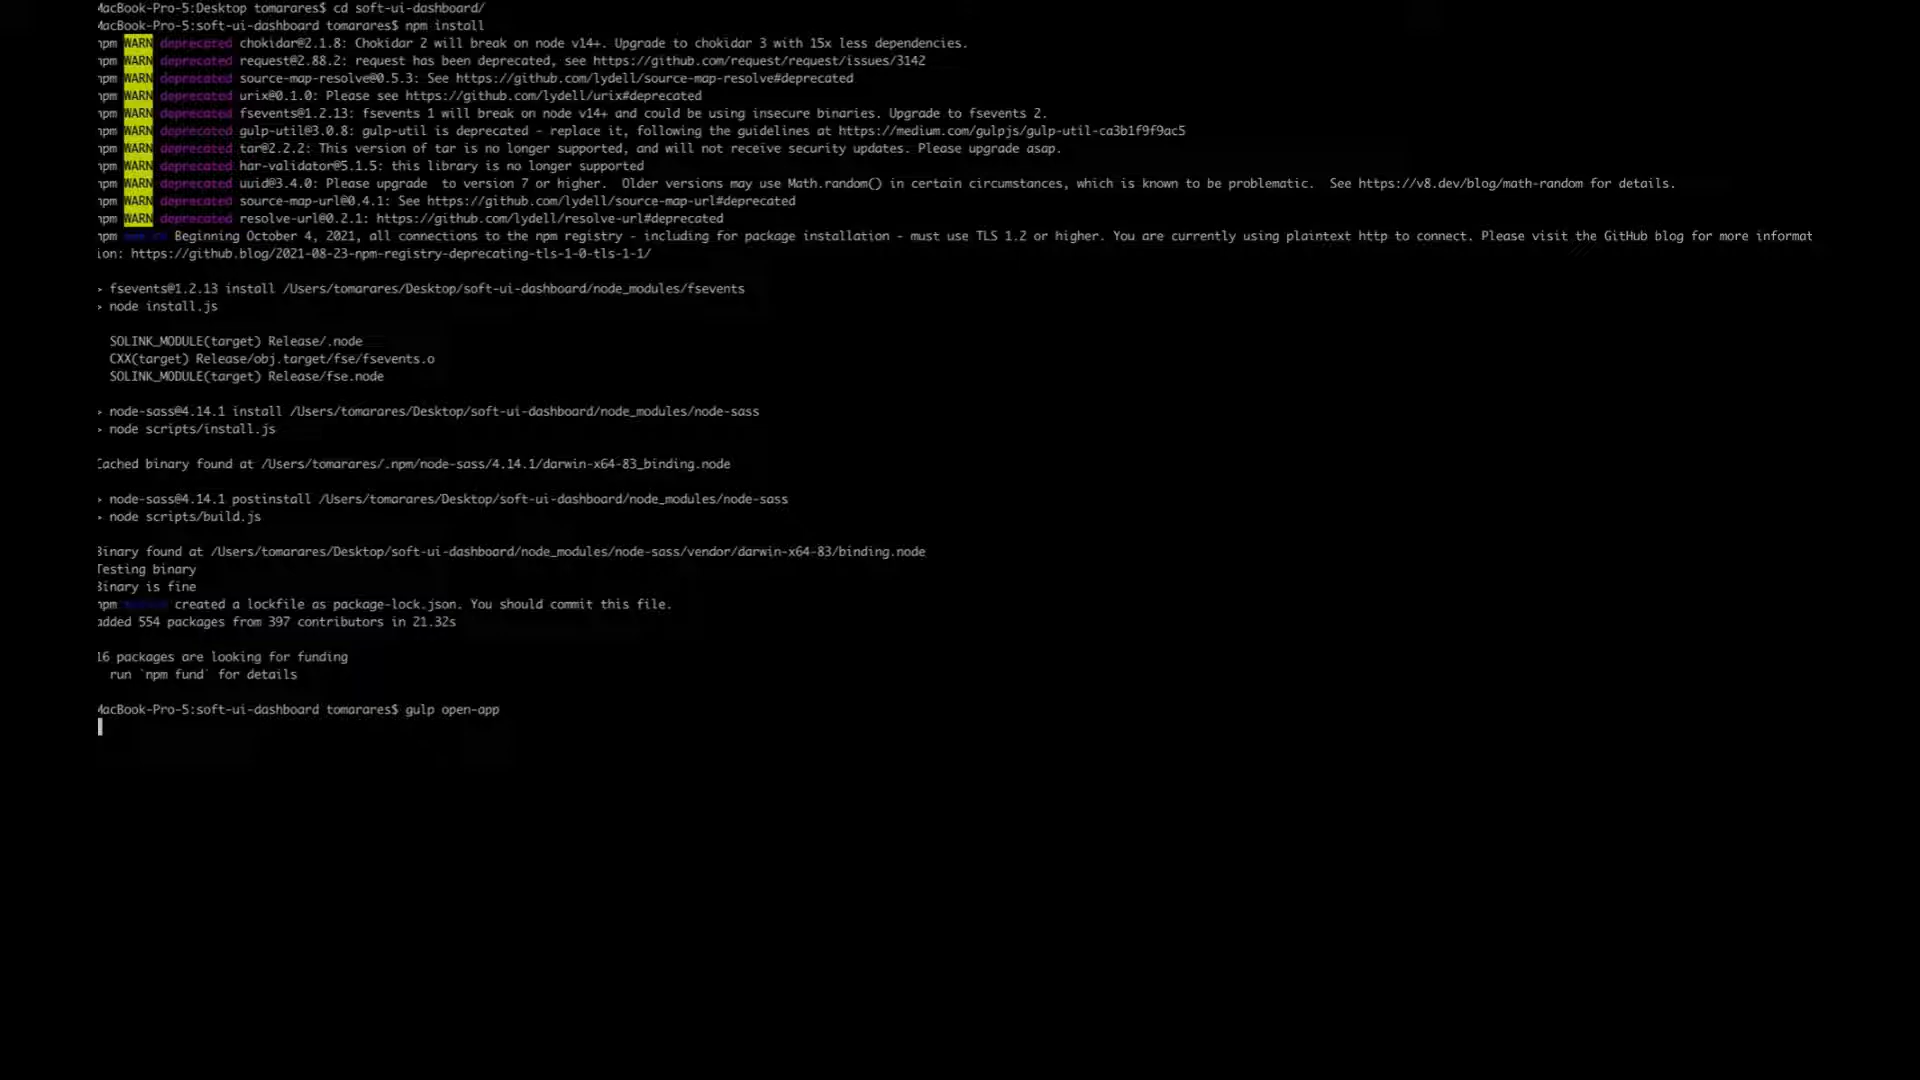 MacBook-Pro-5:Desktop tomarares$ cd soft-ui-dashboard/
MacBook-Pro-5:soft-ui-dashboard tomarares$ npm install
npm WARN deprecated chokidar@2.1.8: Chokidar 2 will break on node v14+. Upgrade to chokidar 3 with 15x less dependencies.
npm WARN deprecated request@2.88.2: request has been deprecated, see https://github.com/request/request/issues/3142
npm WARN deprecated source-map-resolve@0.5.3: See https://github.com/lydell/source-map-resolve#deprecated
npm WARN deprecated urix@0.1.0: Please see https://github.com/lydell/urix#deprecated
npm WARN deprecated fsevents@1.2.13: fsevents 1 will break on node v14+ and could be using insecure binaries. Upgrade to fsevents 2.
npm WARN deprecated gulp-util@3.0.8: gulp-util is deprecated - replace it, following the guidelines at https://medium.com/gulpjs/gulp-util-ca3b1f9f9ac5
npm WARN deprecated tar@2.2.2: This version of tar is no longer supported, and will not receive security updates. Please upgrade asap.
npm WARN deprecated har-validator@5.1.5: this library is no longer supported
npm WARN deprecated uuid@3.4.0: Please upgrade  to version 7 or higher.  Older versions may use Math.random() in certain circumstances, which is known to be problematic.  See https://v8.dev/blog/math-random for details.
npm WARN deprecated source-map-url@0.4.1: See https://github.com/lydell/source-map-url#deprecated
npm WARN deprecated resolve-url@0.2.1: https://github.com/lydell/resolve-url#deprecated
npm Beginning October 4, 2021, all connections to the npm registry - including for package installation - must use TLS 1.2 or higher. You are currently using plaintext http to connect. Please visit the GitHub blog for more informat
ion: https://github.blog/2021-08-23-npm-registry-deprecating-tls-1-0-tls-1-1/
> fsevents@1.2.13 install /Users/tomarares/Desktop/soft-ui-dashboard/node_modules/fsevents
> node install.js
SOLINK_MODULE(target) Release/.node
CXX(target) Release/obj.target/fse/fsevents.o
SOLINK_MODULE(target) Release/fse.node
> node-sass@4.14.1 install /Users/tomarares/Desktop/soft-ui-dashboard/node_modules/node-sass
> node scripts/install.js
Cached binary found at /Users/tomarares/.npm/node-sass/4.14.1/darwin-x64-83_binding.node
> node-sass@4.14.1 postinstall /Users/tomarares/Desktop/soft-ui-dashboard/node_modules/node-sass
> node scripts/build.js
Binary found at /Users/tomarares/Desktop/soft-ui-dashboard/node_modules/node-sass/vendor/darwin-x64-83/binding.node
Testing binary
Binary is fine
npm created a lockfile as package-lock.json. You should commit this file.
added 554 packages from 397 contributors in 21.32s
16 packages are looking for funding
run `npm fund` for details
MacBook-Pro-5:soft-ui-dashboard tomarares$ gulp open-app